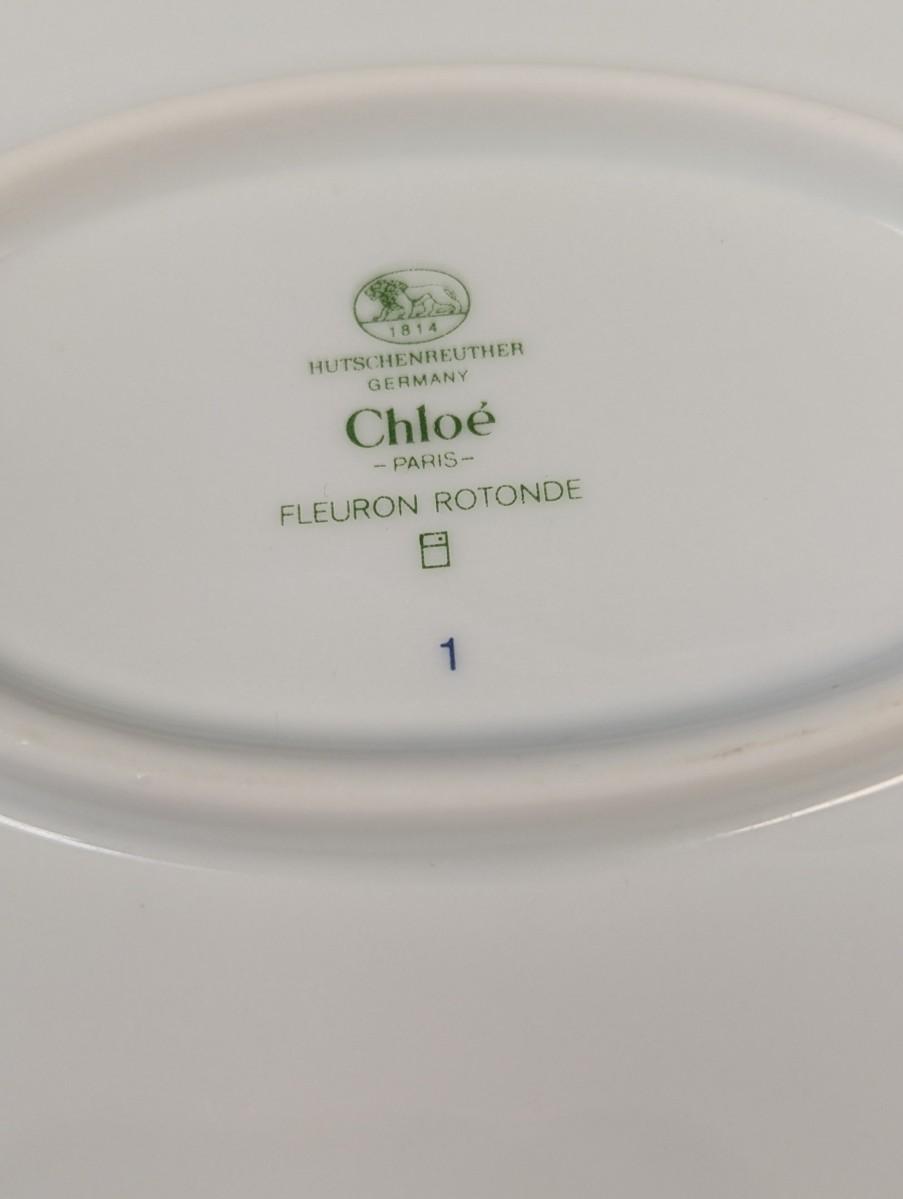 1814
HUTSCHENREUTHER
GERMANY
Chloé
-PARIS-
FLEURON ROTONDE
1